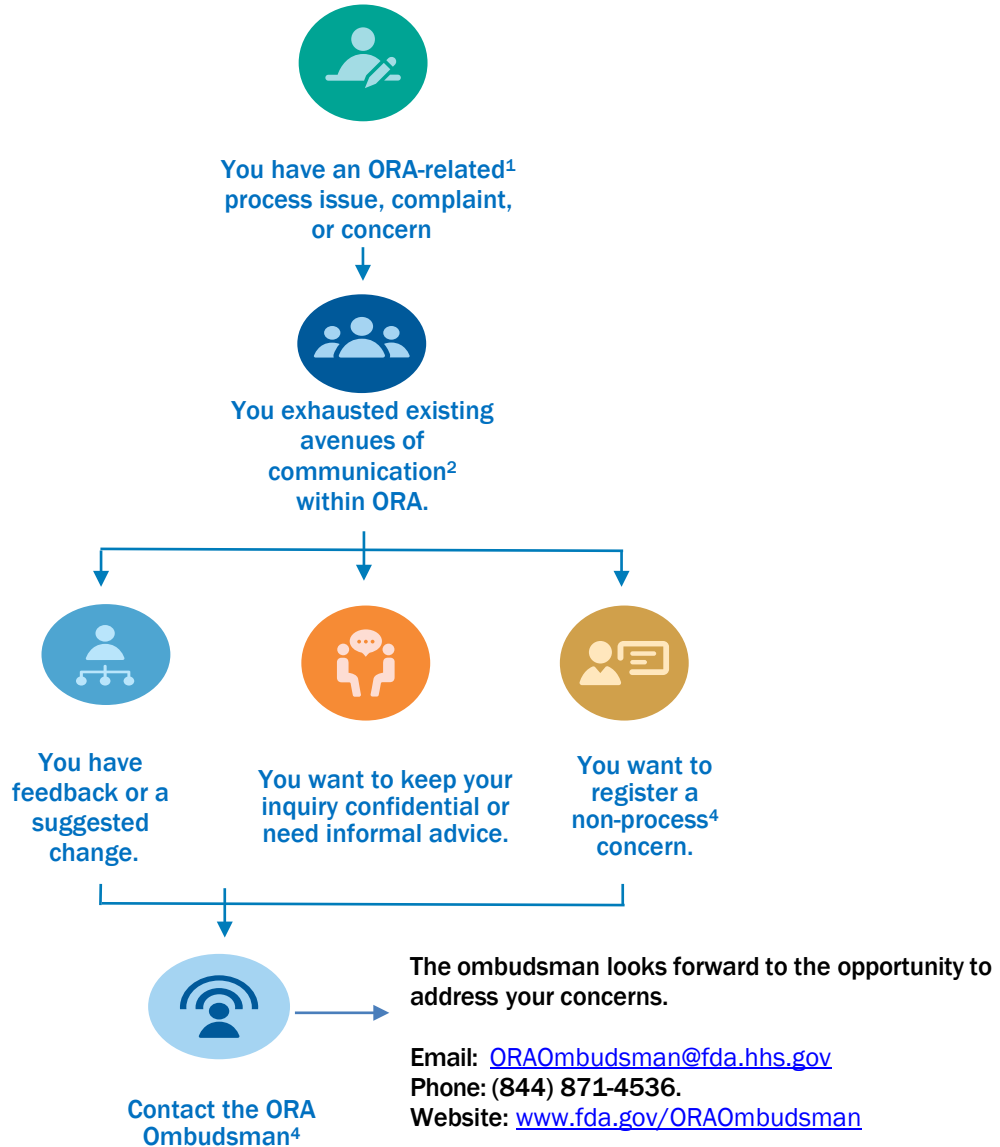 You have an ORA-related¹
process issue, complaint,
or concern
You exhausted existing
avenues of
communication²
within ORA.
You have
feedback or a
suggested
change.
You want to keep your
inquiry confidential or
need informal advice.
You want to
register a
non-process⁴
concern.
Contact the ORA
Ombudsman⁴
The ombudsman looks forward to the opportunity to
address your concerns.
Email: ORAOmbudsman@fda.hhs.gov
Phone: (844) 871-4536.
Website: www.fda.gov/ORAOmbudsman